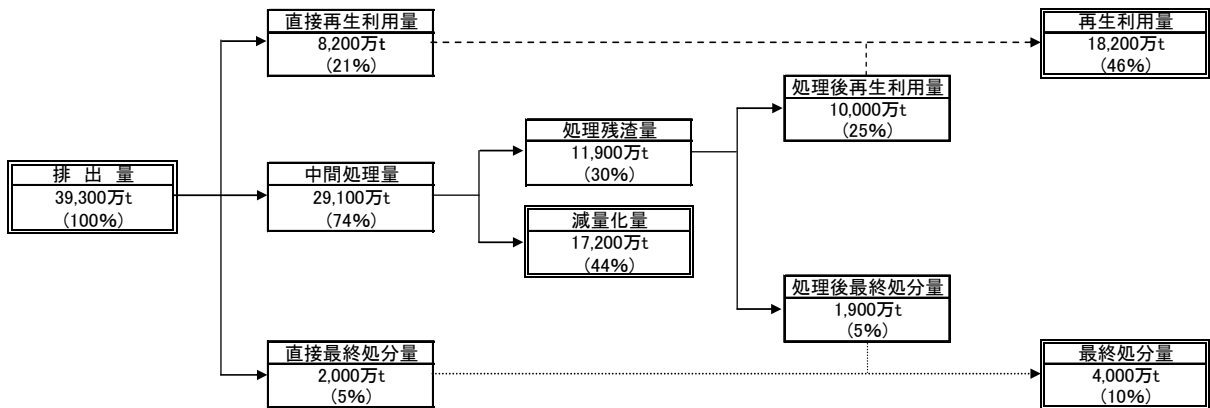 直接再生利用量
8,200万t
(21%)
再生利用量
18,200万t
(46%)
処理後再生利用量
10,000万t
(25%)
処理残渣量
11,900万t
(30%)
排 出 量
39,300万t
(100%)
中間処理量
29,100万t
(74%)
減量化量
17,200万t
(44%)
処理後最終処分量
1,900万t
(5%)
直接最終処分量
2,000万t
(5%)
最終処分量
4,000万t
(10%)